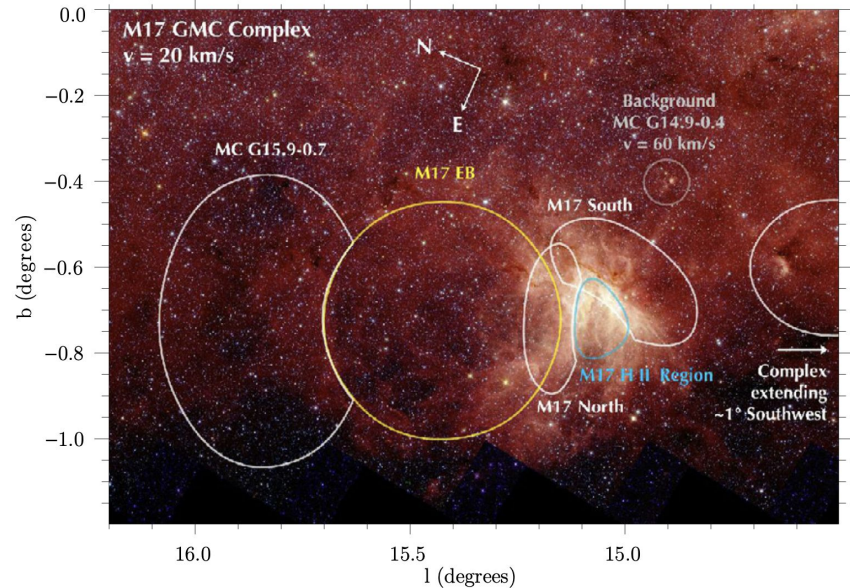 M17 GMC Complex
v = 20 km/s
N
E
Background
MC G14.9-0.4
v = 60 km/s
MC G15.9-0.7
M17 EB
M17 South
M17 H II Region
M17 North
Complex
extending
~1° Southwest
0.0
−0.2
−0.4
−0.6
−0.8
−1.0
b (degrees)
16.0
15.5
15.0
l (degrees)